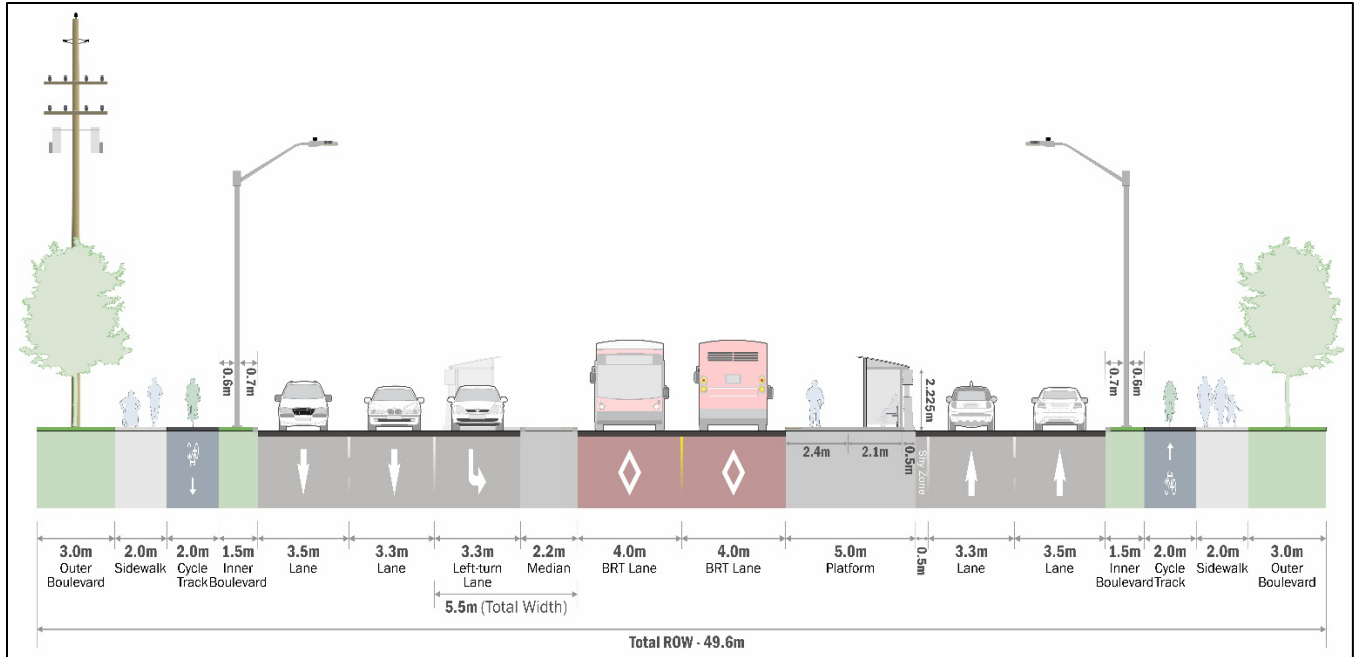 0.6m
0.7m
2.225m
0.7m
0.6m
2.4m
2.1m
0.5m
Shy Zone
3.0m
Outer
Boulevard
2.0m
Sidewalk
2.0m
Cycle
Track
1.5m
Inner
Boulevard
3.5m
Lane
3.3m
Lane
3.3m
Left-turn
Lane
2.2m
Median
5.5m (Total Width)
4.0m
BRT Lane
4.0m
BRT Lane
5.0m
Platform
0.5m
3.3m
Lane
3.5m
Lane
1.5m
Inner
Boulevard
2.0m
Cycle
Track
2.0m
Sidewalk
3.0m
Outer
Boulevard
Total ROW - 49.6m